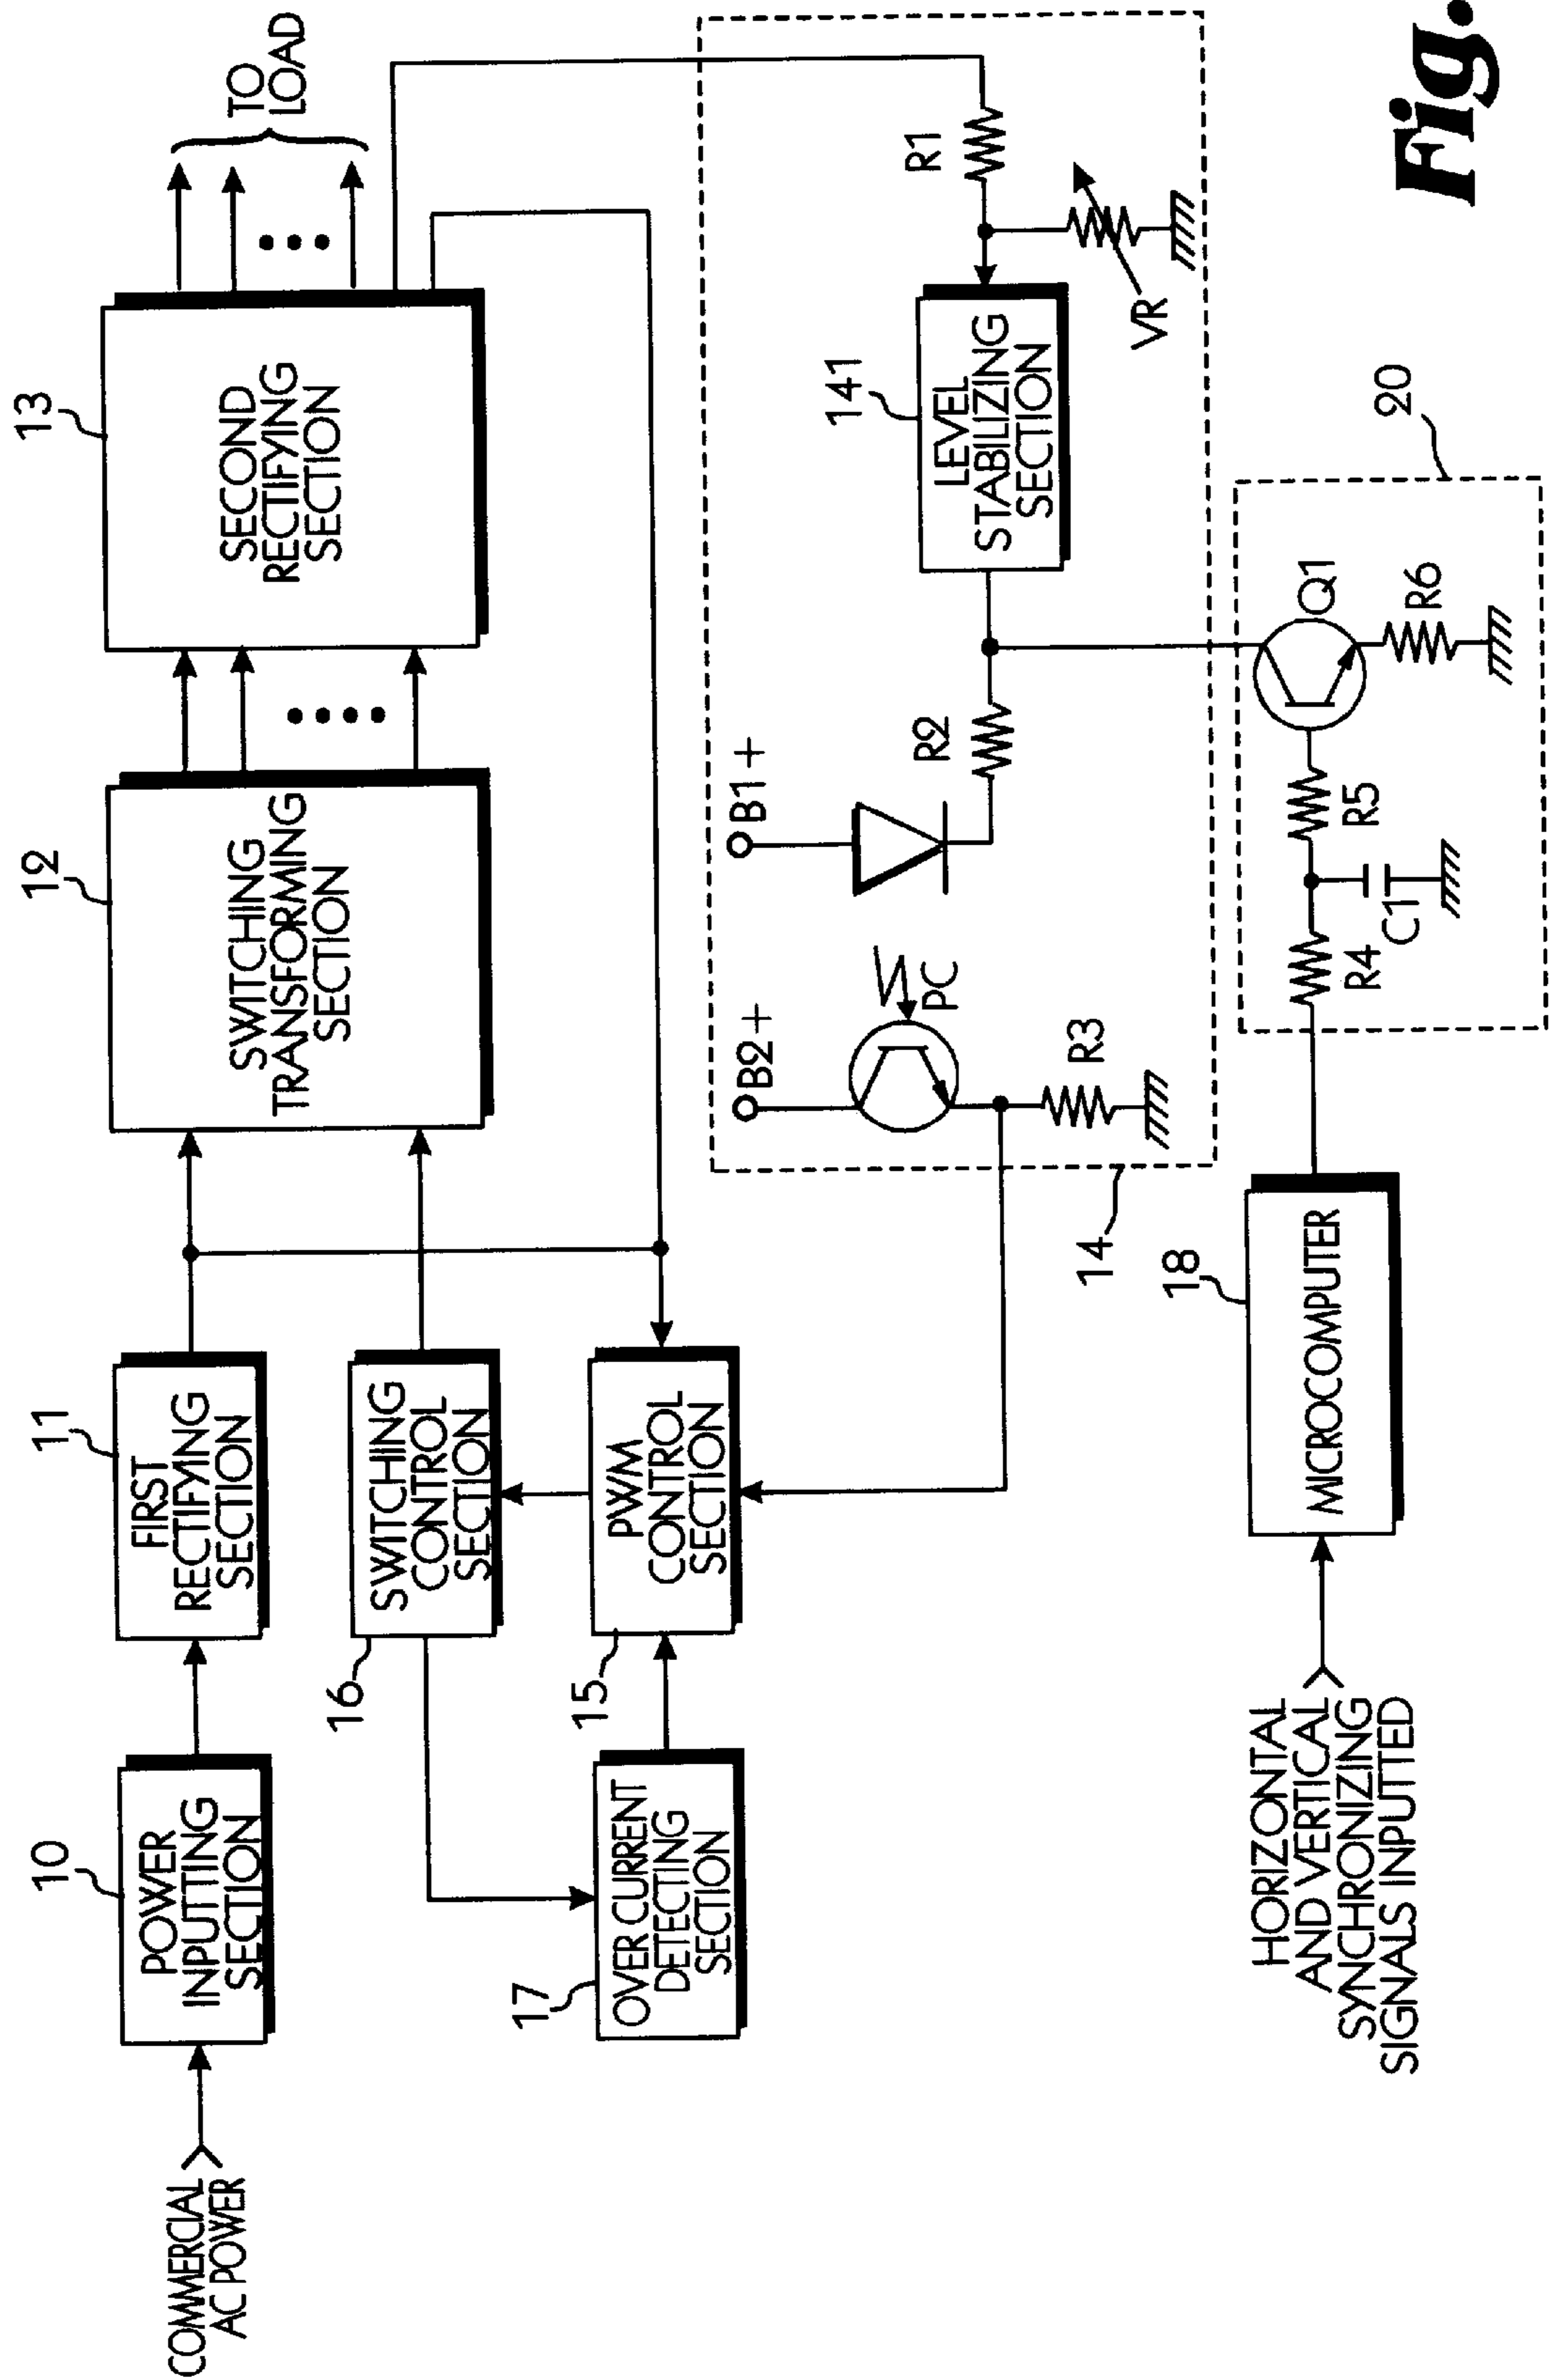 COMMERCIAL
AC POWER
10
POWER
INPUTTING
SECTION
11
FIRST
RECTIFYING
SECTION
12
SWITCHING
TRANSFORMING
SECTION
13
SECOND
RECTIFYING
SECTION
TO
LOAD
16
SWITCHING
CONTROL
SECTION
17
OVER CURRENT
DETECTING
SECTION
15
PWM
CONTROL
SECTION
14
B2+
PC
R3
B1+
R2
141
LEVEL
STABILIZING
SECTION
R1
VR
HORIZONTAL
AND VERTICAL
SYNCHRONIZING
SIGNALS INPUTTED
18
MICROCOMPUTER
R4
C1
R5
Q1
R6
20
Fig.